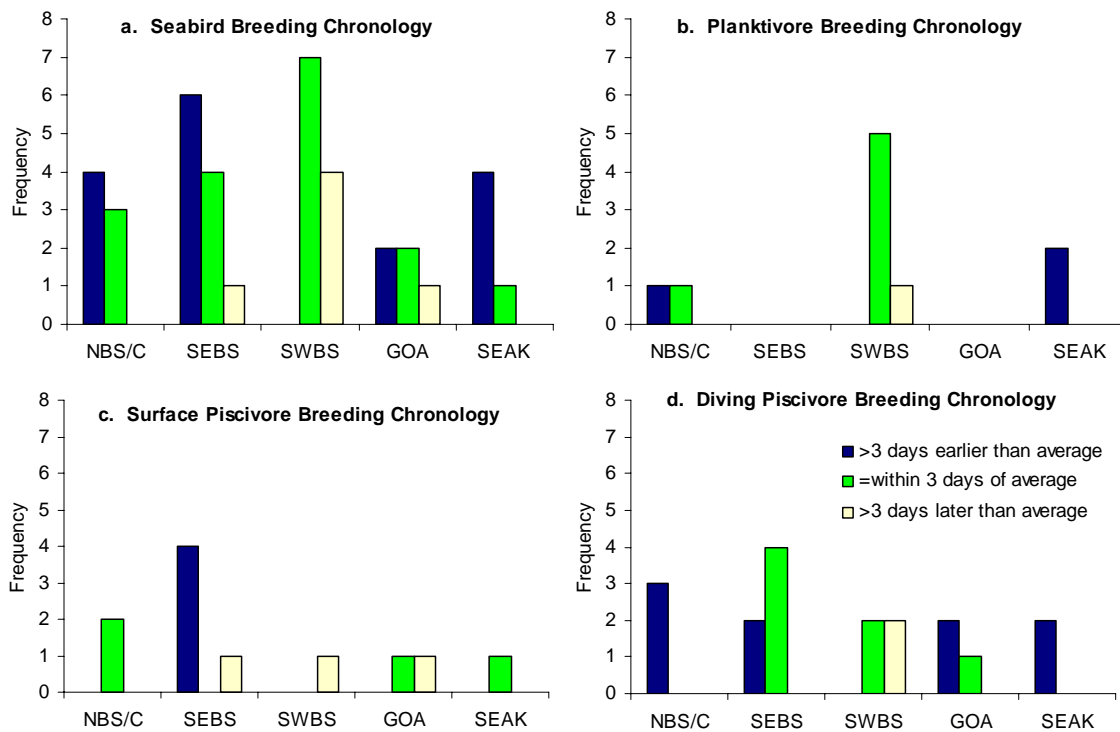 a. Seabird Breeding Chronology
8
7
6
5
4
3
2
1
0
Frequency
NBS/C SEBS SWBS GOA SEAK
b. Planktivore Breeding Chronology
8
7
6
5
4
3
2
1
0
Frequency
NBS/C SEBS SWBS GOA SEAK
c. Surface Piscivore Breeding Chronology
8
7
6
5
4
3
2
1
0
Frequency
NBS/C SEBS SWBS GOA SEAK
d. Diving Piscivore Breeding Chronology
>3 days earlier than average
=within 3 days of average
>3 days later than average
8
7
6
5
4
3
2
1
0
Frequency
NBS/C SEBS SWBS GOA SEAK